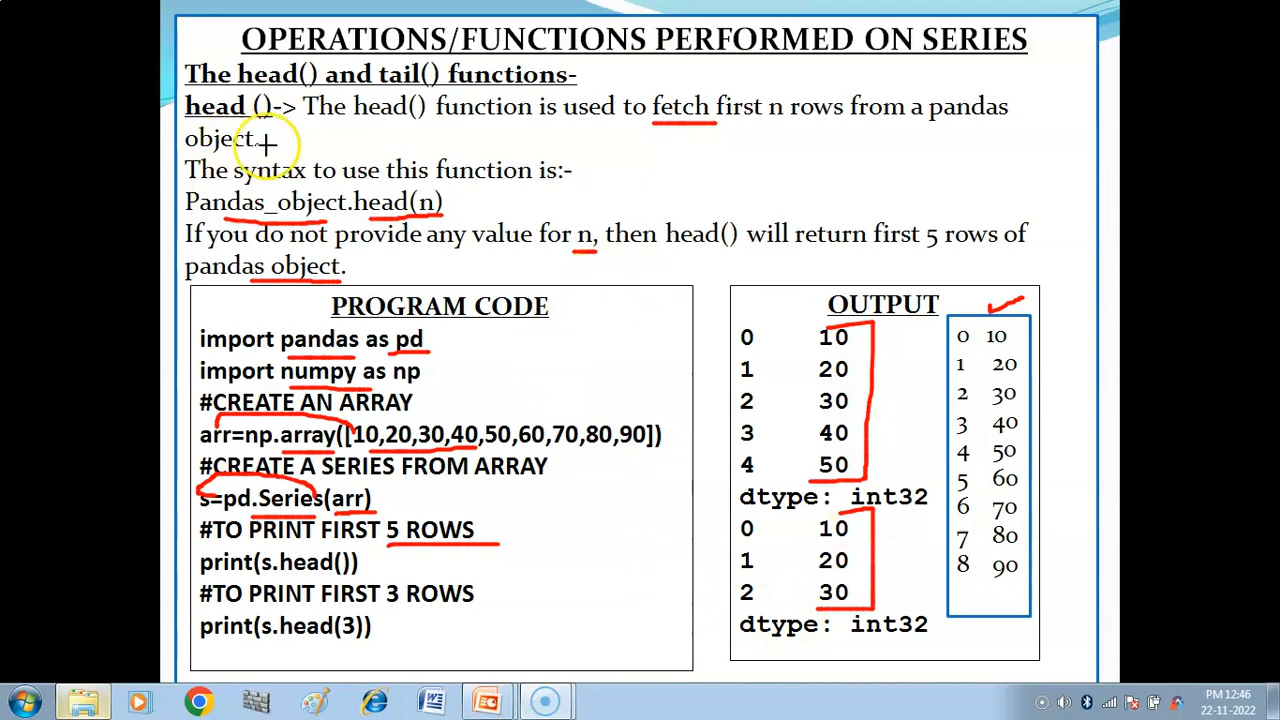 OPERATIONS/FUNCTIONS PERFORMED ON SERIES
The head() and tail() functions-
head ()-> The head() function is used to fetch first n rows from a pandas
object.
The syntax to use this function is:-
Pandas_object.head(n)
If you do not provide any value for n, then head() will return first 5 rows of
pandas object.
PROGRAM CODE
import pandas as pd
import numpy as np
#CREATE AN ARRAY
arr=np.array([10,20,30,40,50,60,70,80,90])
#CREATE A SERIES FROM ARRAY
s=pd.Series(arr)
#TO PRINT FIRST 5 ROWS
print(s.head())
#TO PRINT FIRST 3 ROWS
print(s.head(3))
OUTPUT
0 10
1 20
2 30
3 40
4 50
dtype: int32
0 10
1 20
2 30
dtype: int32
0 10
1 20
2 30
3 40
4 50
5 60
6 70
7 80
8 90
PM 12:46
22-11-2022